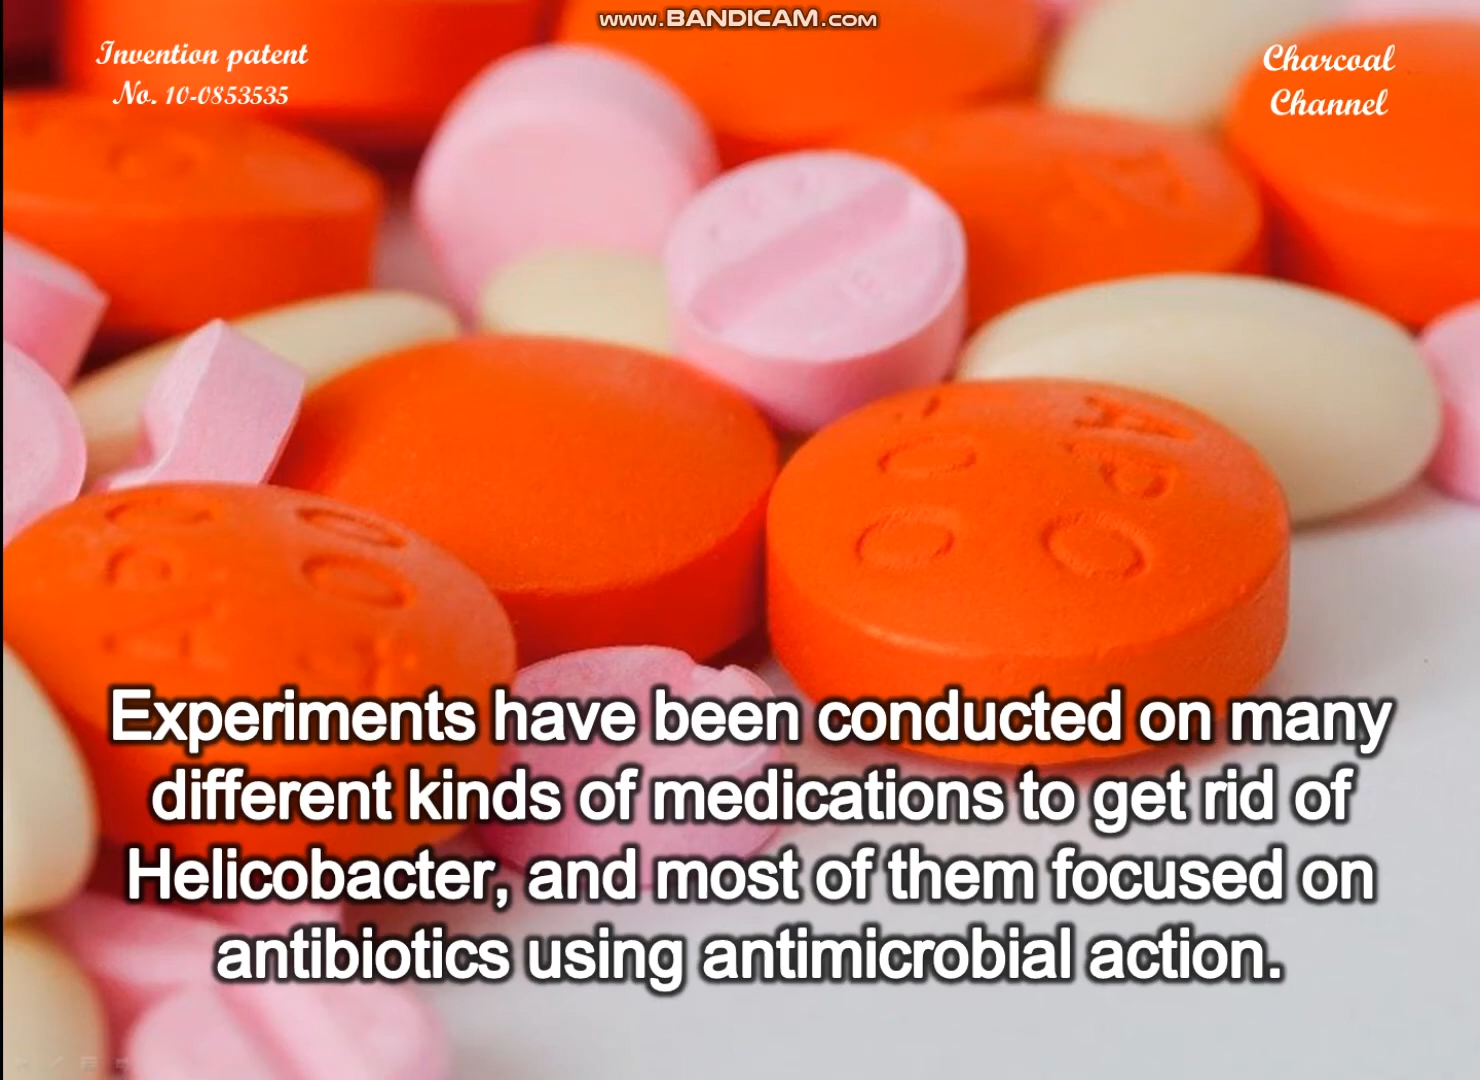 www.BANDICAM.com
Invention patent
No. 10-0853535
Charcoal
Channel
Experiments have been conducted on many
different kinds of medications to get rid of
Helicobacter, and most of them focused on
antibiotics using antimicrobial action.